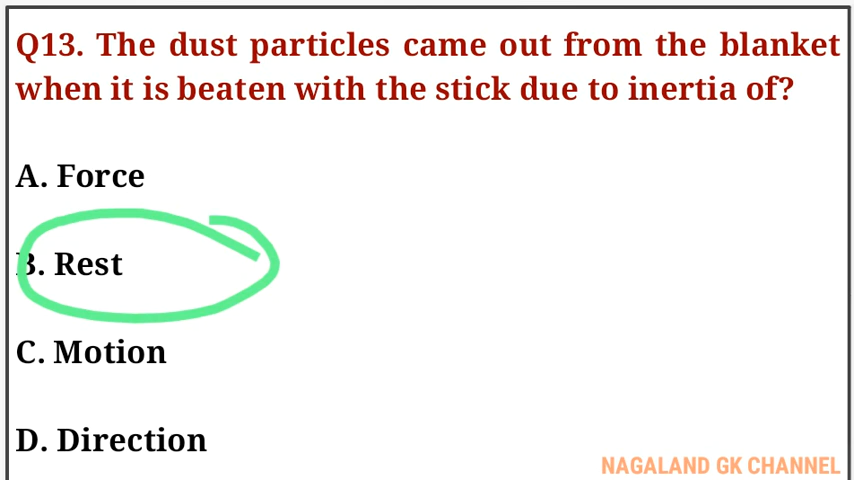 Q13. The dust particles came out from the blanket
when it is beaten with the stick due to inertia of?
A. Force
B. Rest
C. Motion
D. Direction
NAGALAND GK CHANNEL